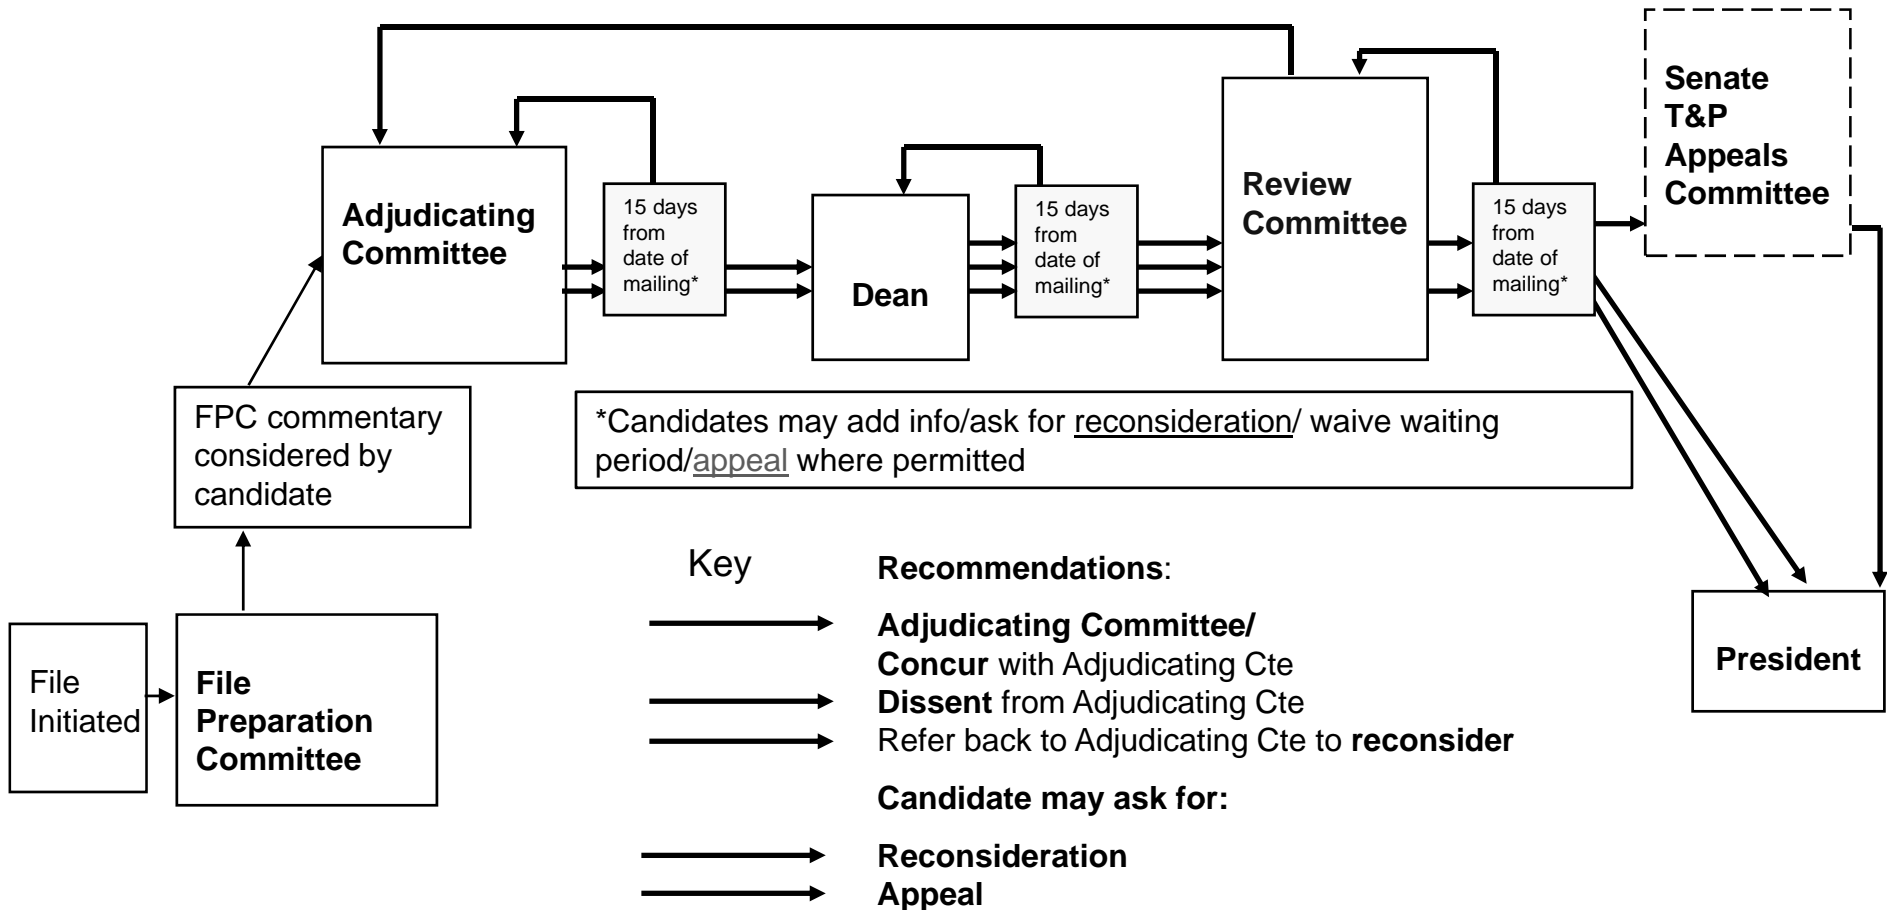 Senate
T&P
Appeals
Committee
Adjudicating
Committee
15 days
from
date of
mailing*
Dean
15 days
from
date of
mailing*
Review
Committee
15 days
from
date of
mailing*
FPC commentary
considered by
candidate
*Candidates may add info/ask for reconsideration/ waive waiting
period/appeal where permitted
File
Initiated
File
Preparation
Committee
President
Key
Recommendations:
Adjudicating Committee/
Concur with Adjudicating Cte
Dissent from Adjudicating Cte
Refer back to Adjudicating Cte to reconsider
Candidate may ask for:
Reconsideration
Appeal